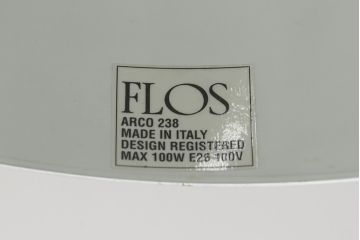 FLOS
ARCO 238
MADE IN ITALY
DESIGN REGISTERED
MAX 100W E26 100V